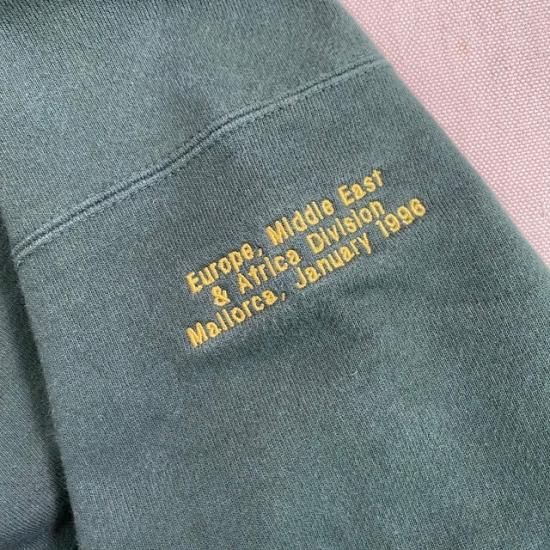 Europe, Middle East
& Africa Division
Mallorca, January 1996